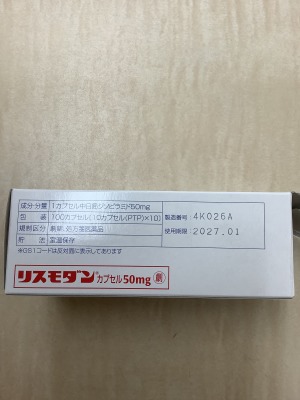 成分・分量 1カプセル中日局ジソピラミド50mg
包装 100カプセル(10カプセル(PTP)×10)
規制区分 劇薬、処方箋医薬品
貯法 室温保存
※GS1コードは反対面に表示してあります
製造番号 4K026A
使用期限 2027.01
リスモダン®カプセル50mg 劇